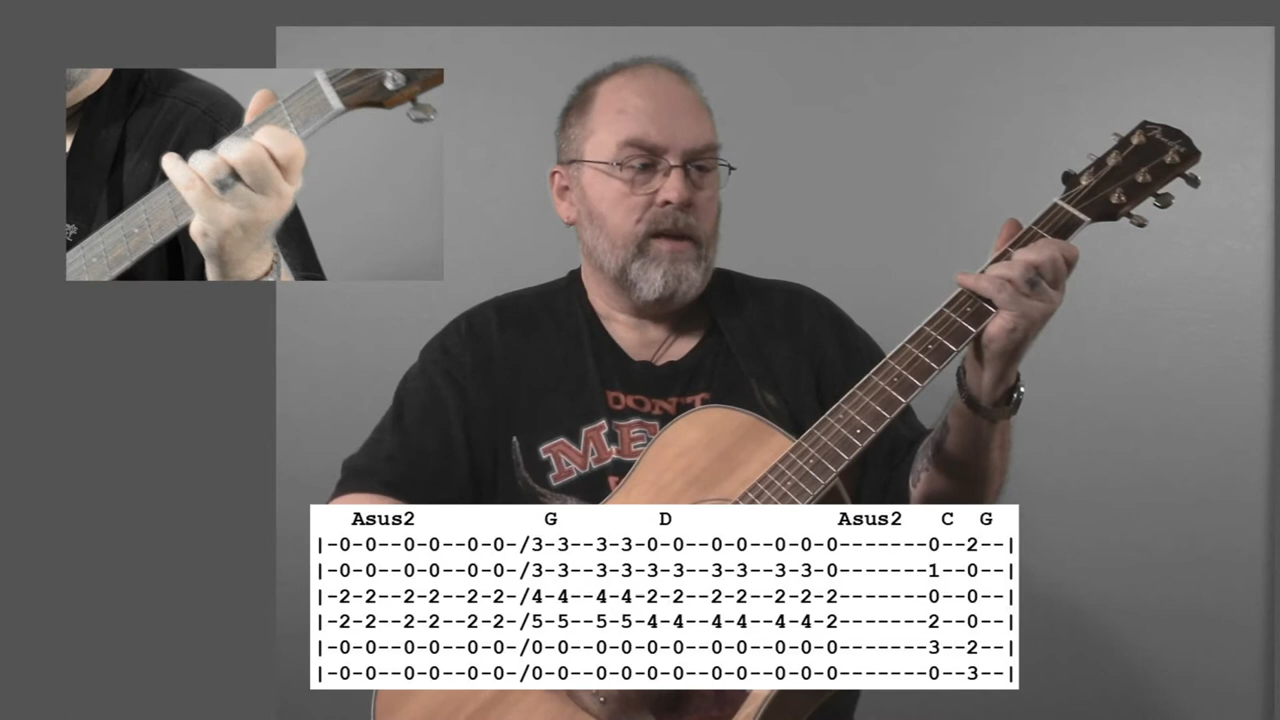 Fender
DON'T
ME
Asus2 G D Asus2 C G
|-0-0--0-0--0-0-/3-3--3-3-0-0--0-0--0-0-0-------0--2--|
|-0-0--0-0--0-0-/3-3--3-3-3-3--3-3--3-3-0-------1--0--|
|-2-2--2-2--2-2-/4-4--4-4-2-2--2-2--2-2-2-------0--0--|
|-2-2--2-2--2-2-/5-5--5-5-4-4--4-4--4-4-2-------2--0--|
|-0-0--0-0--0-0-/0-0--0-0-0-0--0-0--0-0-0-------3--2--|
|-0-0--0-0--0-0-/0-0--0-0-0-0--0-0--0-0-0-------0--3--|